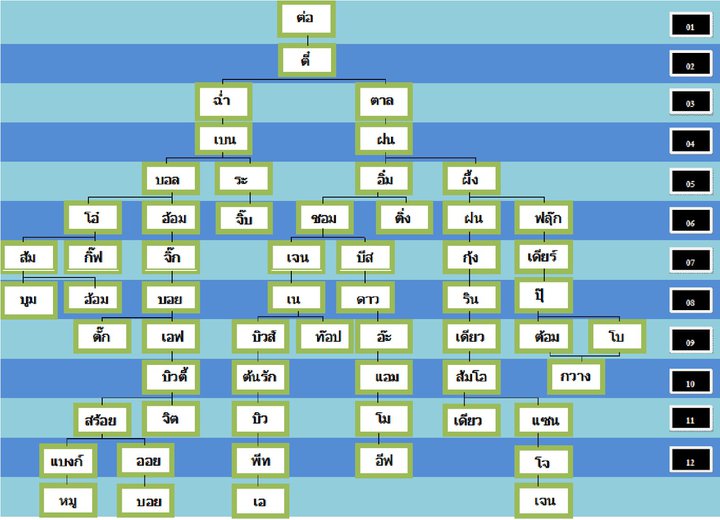 ต่อ 01
ตี๋ 02
ฉ่ำ ตาล 03
เบน ฝน 04
บอล ระ อิ๋ม ผึ้ง 05
โอ๋ ฮ้อม จิ๊บ ชอม ติ่ง ฝน ฟลุ๊ก 06
ส้ม กิ๊ฟ จิ๊ก เจน บีส กุ้ง เดียร์ 07
บูม ฮ้อม บอย เน ดาว ริน ปุ๊ 08
ตั๊ก เอฟ บิวส์ ท๊อป อ๊ะ เดียว ต้อม โบ 09
บิวตี้ ต้นรัก แอม ส้มโอ กวาง 10
สร้อย จิต บิว โม เดียว แซน 11
แบงก์ ออย พีท อีฟ โจ 12
หมู บอย เอ เจน